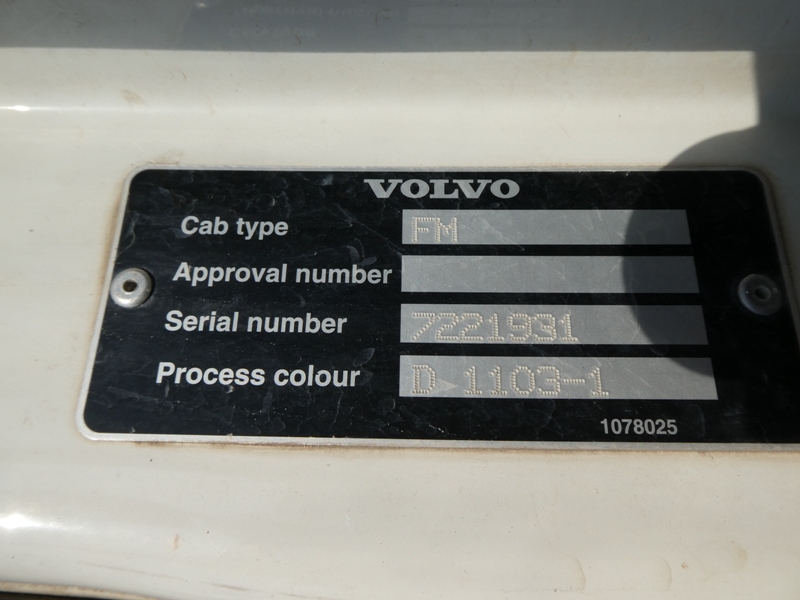 VOLVO
Cab type FM
Approval number
Serial number 7221931
Process colour D 1103-1
1078025